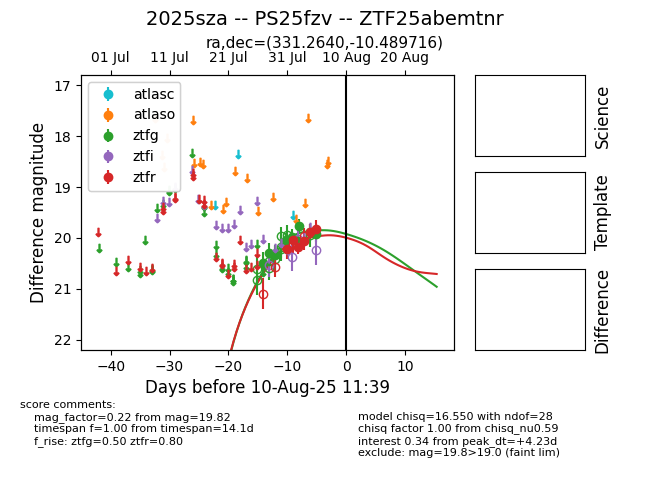 2025sza -- PS25fzv -- ZTF25abemtnr
ra,dec=(331.2640,-10.489716)
01 Jul 11 Jul 21 Jul 31 Jul 10 Aug 20 Aug
atlasc
atlaso
ztfg
ztfi
ztfr
17
18
19
20
21
22
Difference magnitude
−40 −30 −20 −10 0 10
Days before 10-Aug-25 11:39
Science
Template
Difference
score comments:
mag_factor=0.22 from mag=19.82
timespan f=1.00 from timespan=14.1d
f_rise: ztfg=0.50 ztfr=0.80
model chisq=16.550 with ndof=28
chisq factor 1.00 from chisq_nu0.59
interest 0.34 from peak_dt=+4.23d
exclude: mag=19.8>19.0 (faint lim)